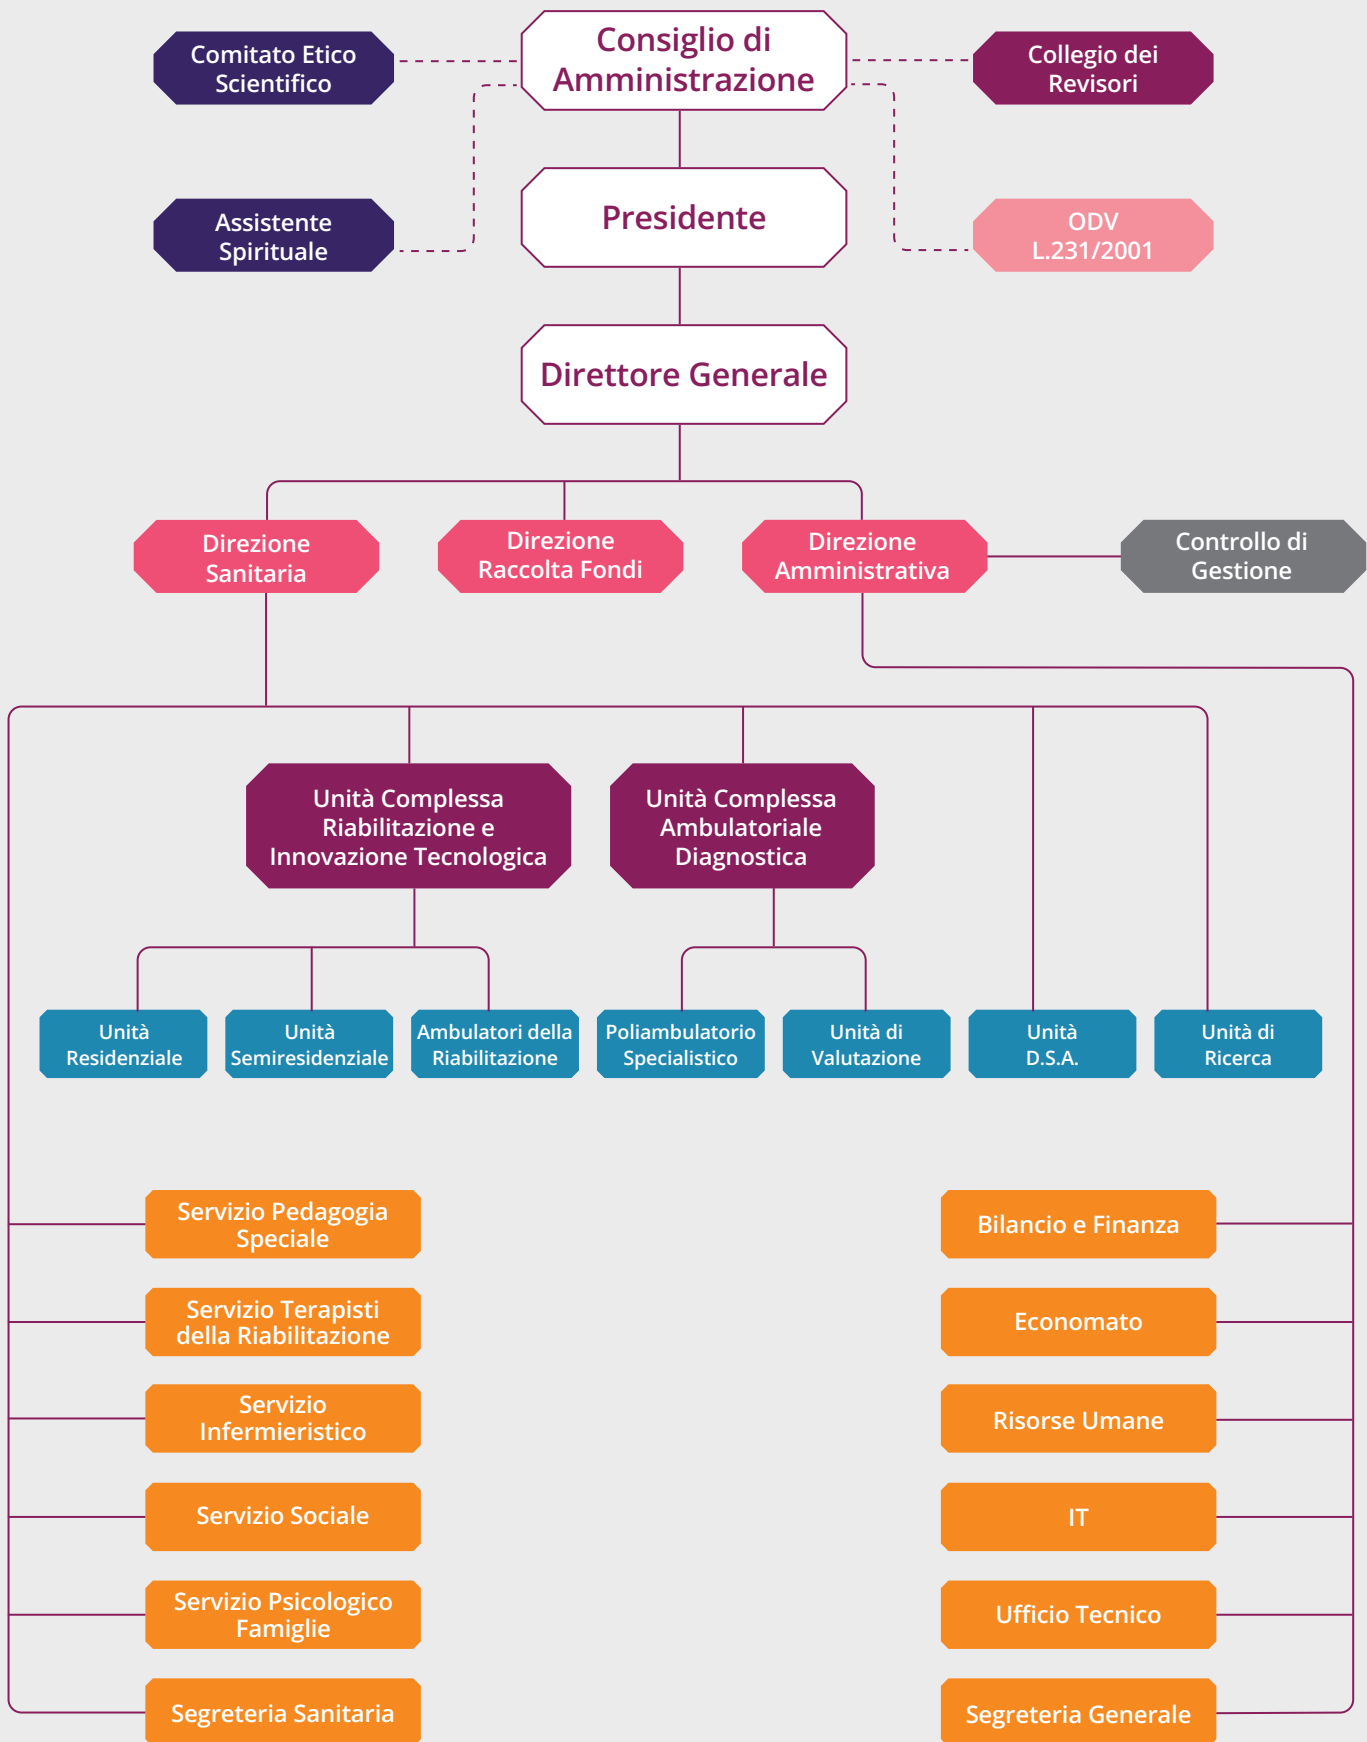 Comitato Etico
Scientifico
Consiglio di
Amministrazione
Collegio dei
Revisori
Assistente
Spirituale
Presidente
ODV
L.231/2001
Direttore Generale
Direzione
Sanitaria
Direzione
Raccolta Fondi
Direzione
Amministrativa
Controllo di
Gestione
Unità Complessa
Riabilitazione e
Innovazione Tecnologica
Unità Complessa
Ambulatoriale
Diagnostica
Unità
Residenziale
Unità
Semiresidenziale
Ambulatori della
Riabilitazione
Poliambulatorio
Specialistico
Unità di
Valutazione
Unità
D.S.A.
Unità di
Ricerca
Servizio Pedagogia
Speciale
Bilancio e Finanza
Servizio Terapisti
della Riabilitazione
Economato
Servizio
Infermieristico
Risorse Umane
Servizio Sociale
IT
Servizio Psicologico
Famiglie
Ufficio Tecnico
Segreteria Sanitaria
Segreteria Generale